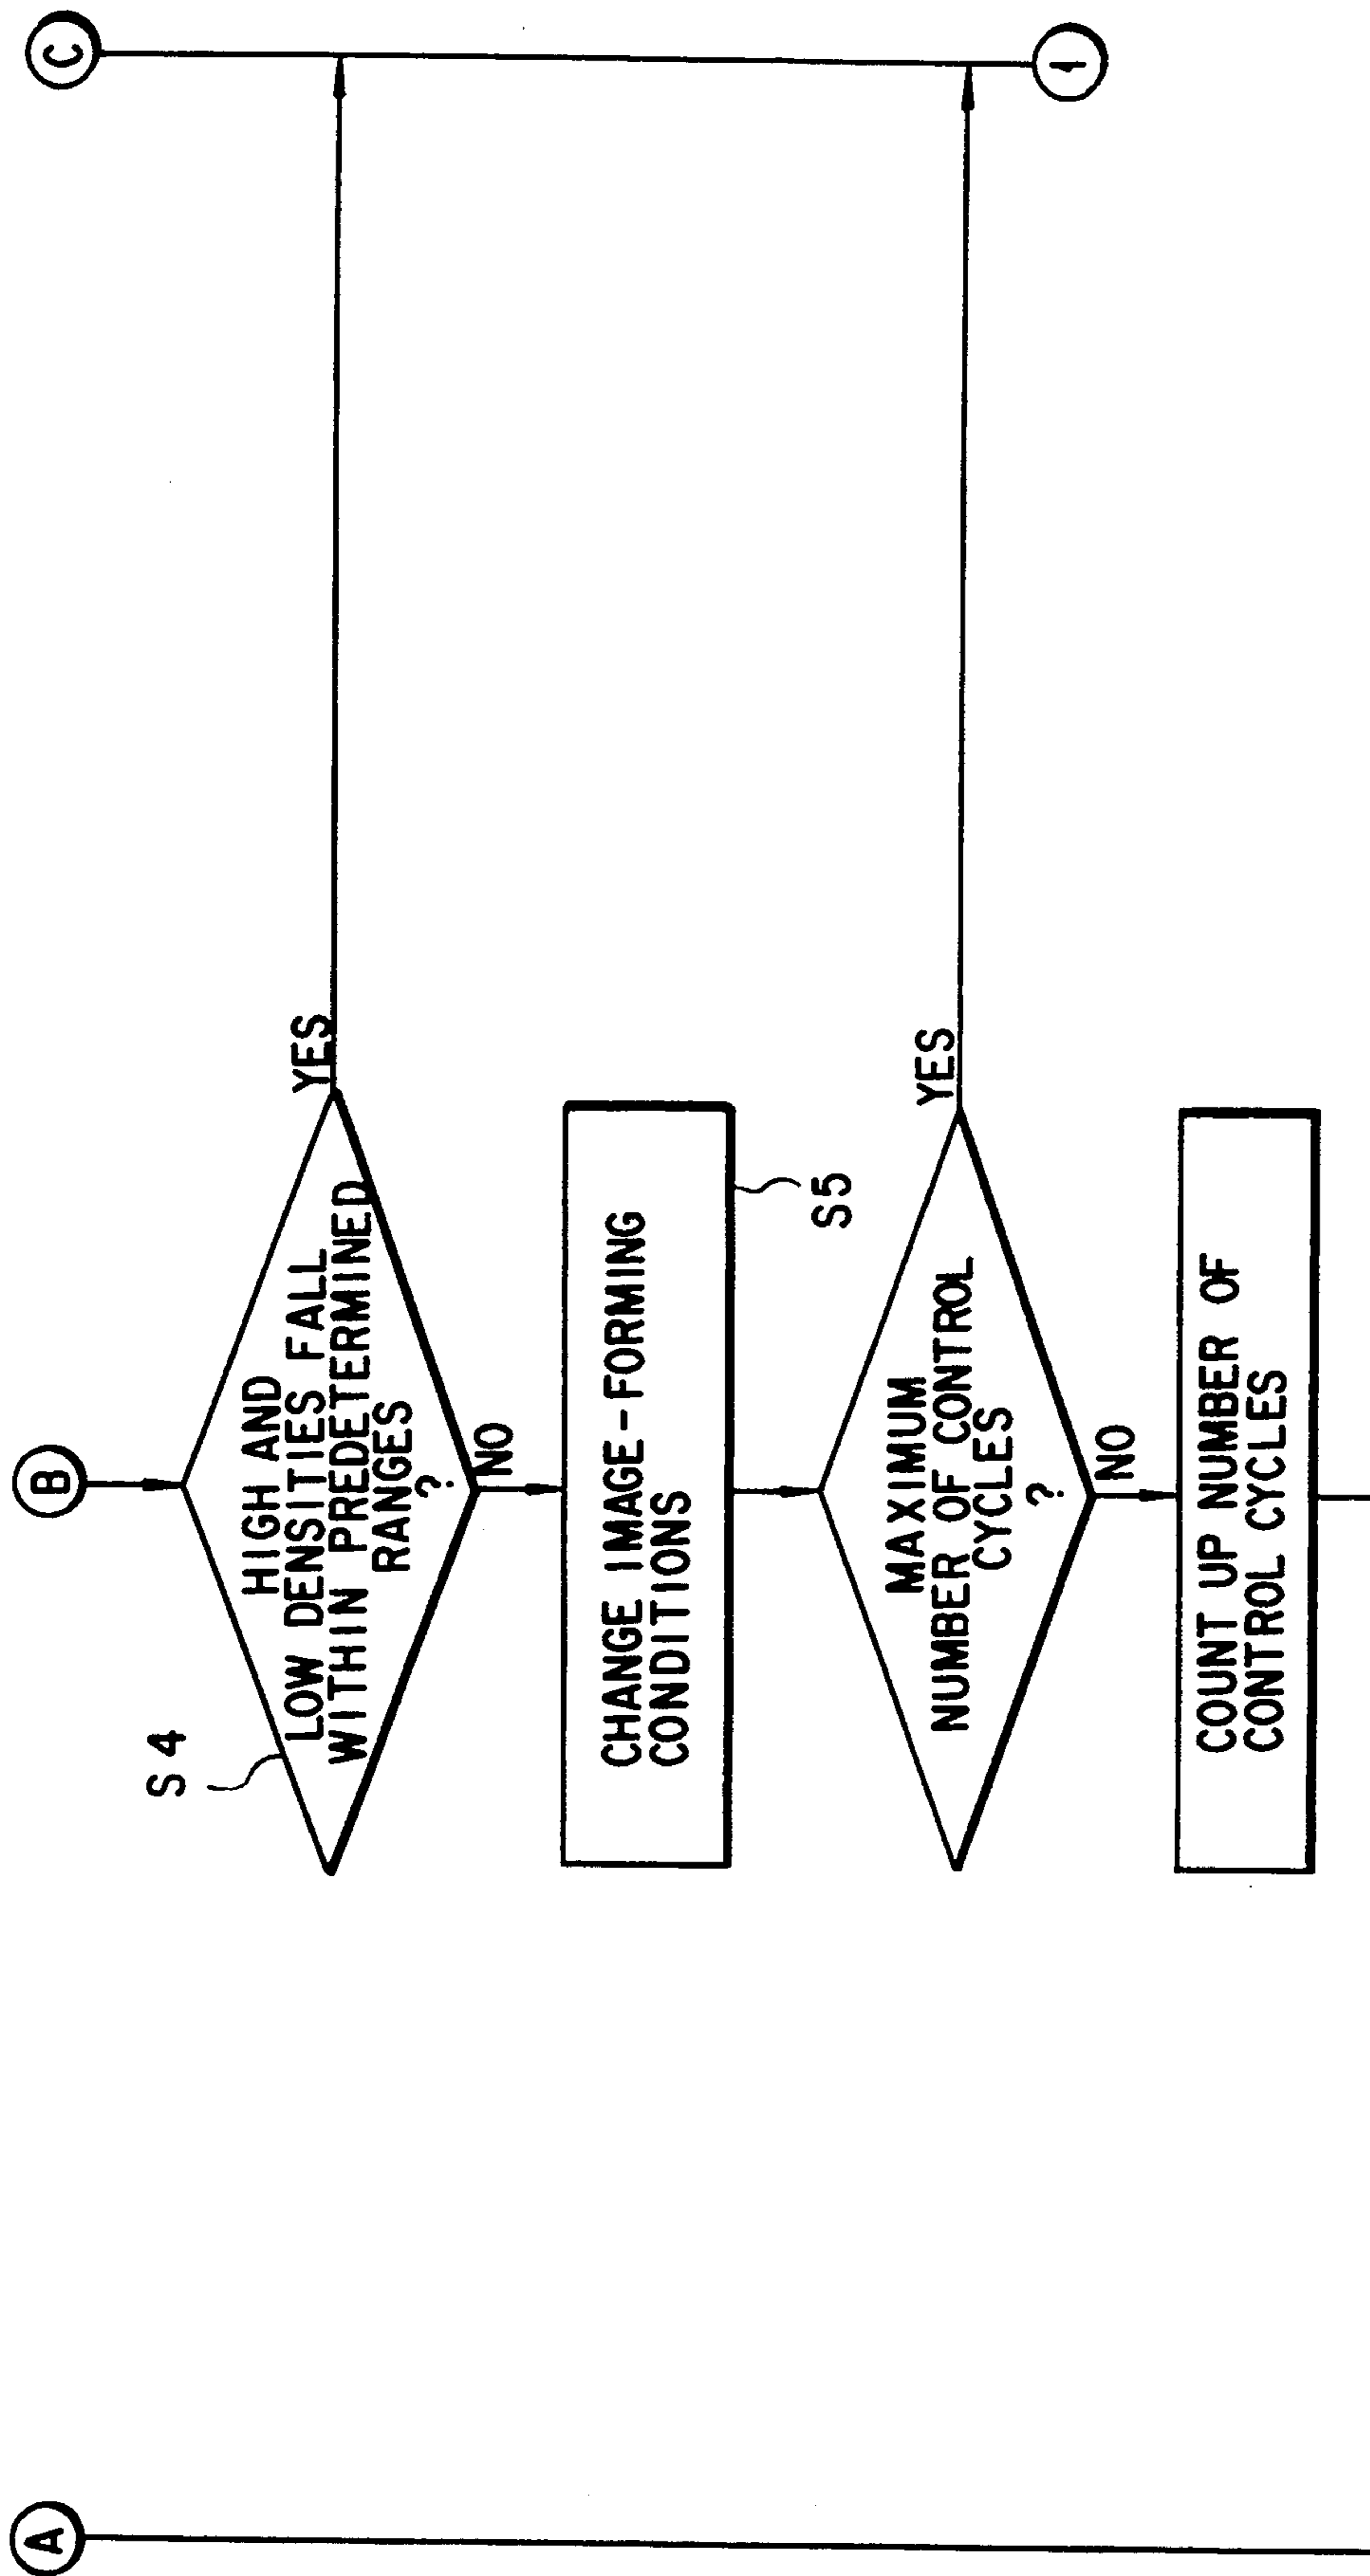 A
B
C
S4
HIGH AND
LOW DENSITIES FALL
WITHIN PREDETERMINED
RANGES
?
YES
NO
CHANGE IMAGE-FORMING
CONDITIONS
S5
MAXIMUM
NUMBER OF CONTROL
CYCLES
?
YES
NO
1
COUNT UP NUMBER OF
CONTROL CYCLES